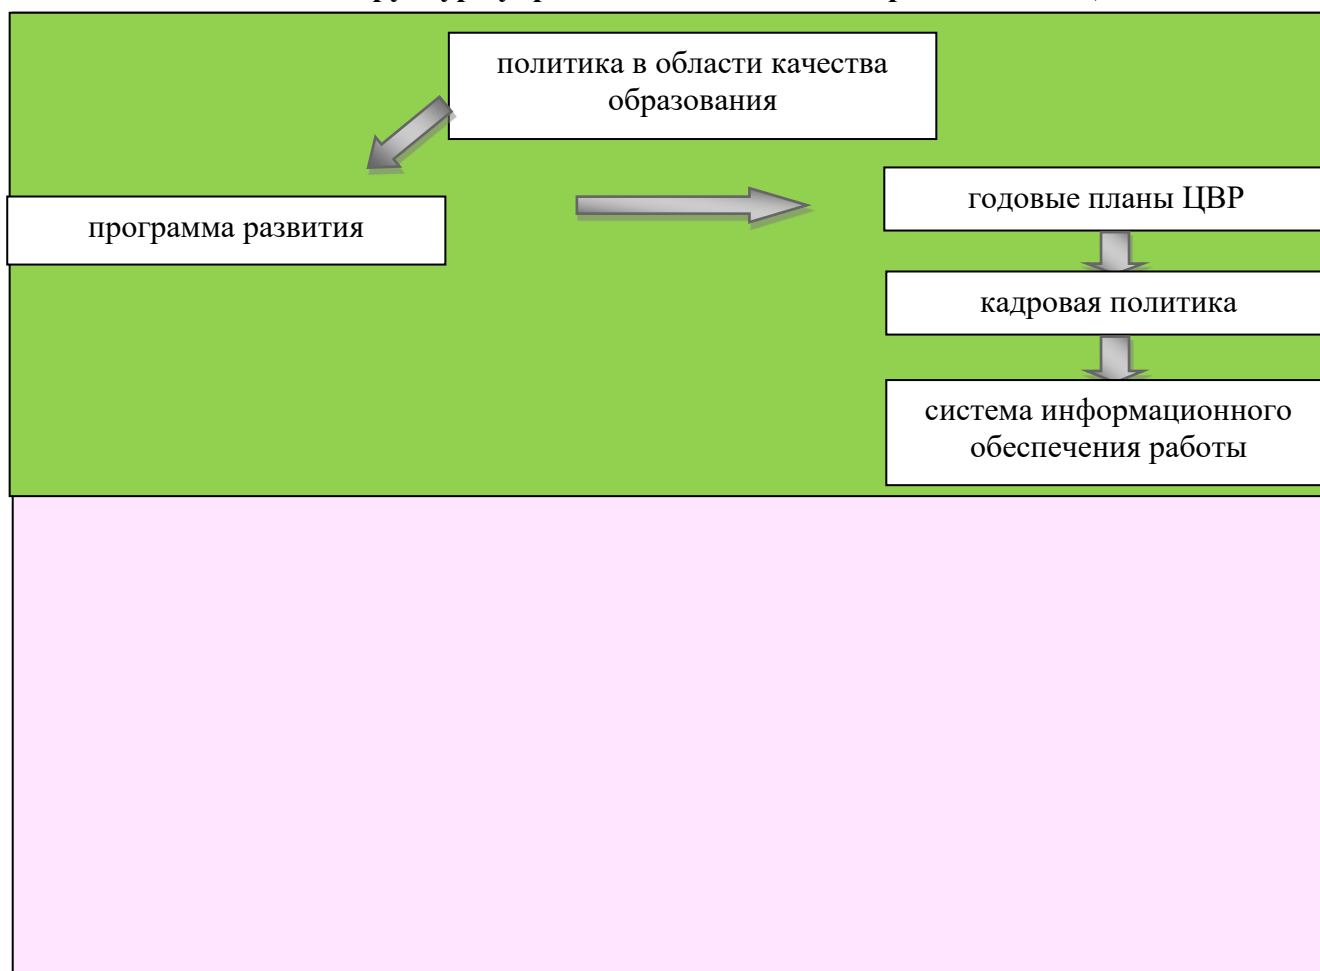 политика в области качества
образования
программа развития
годовые планы ЦВР
кадровая политика
система информационного
обеспечения работы